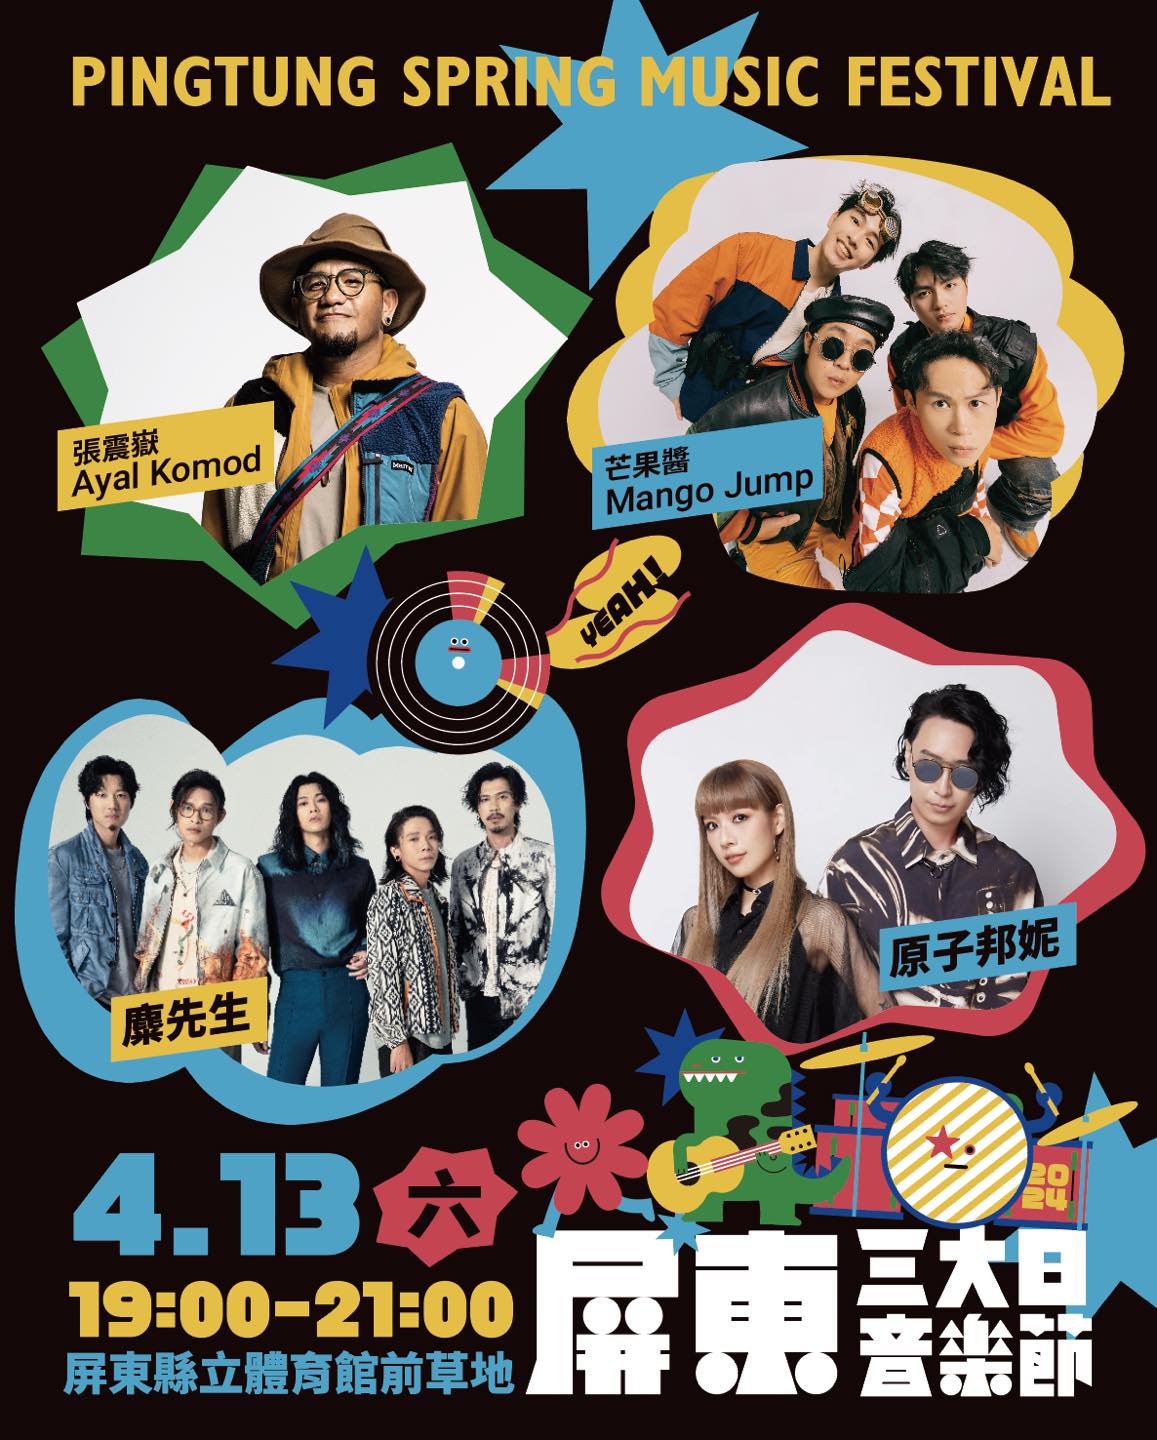 PINGTUNG SPRING MUSIC FESTIVAL
張震嶽
Ayal Komod
芒果醬
Mango Jump
YEAH!
麋先生
原子邦妮
2024
4.13 六
19:00-21:00
屏東縣立體育館前草地
屏東
三大日
音樂節